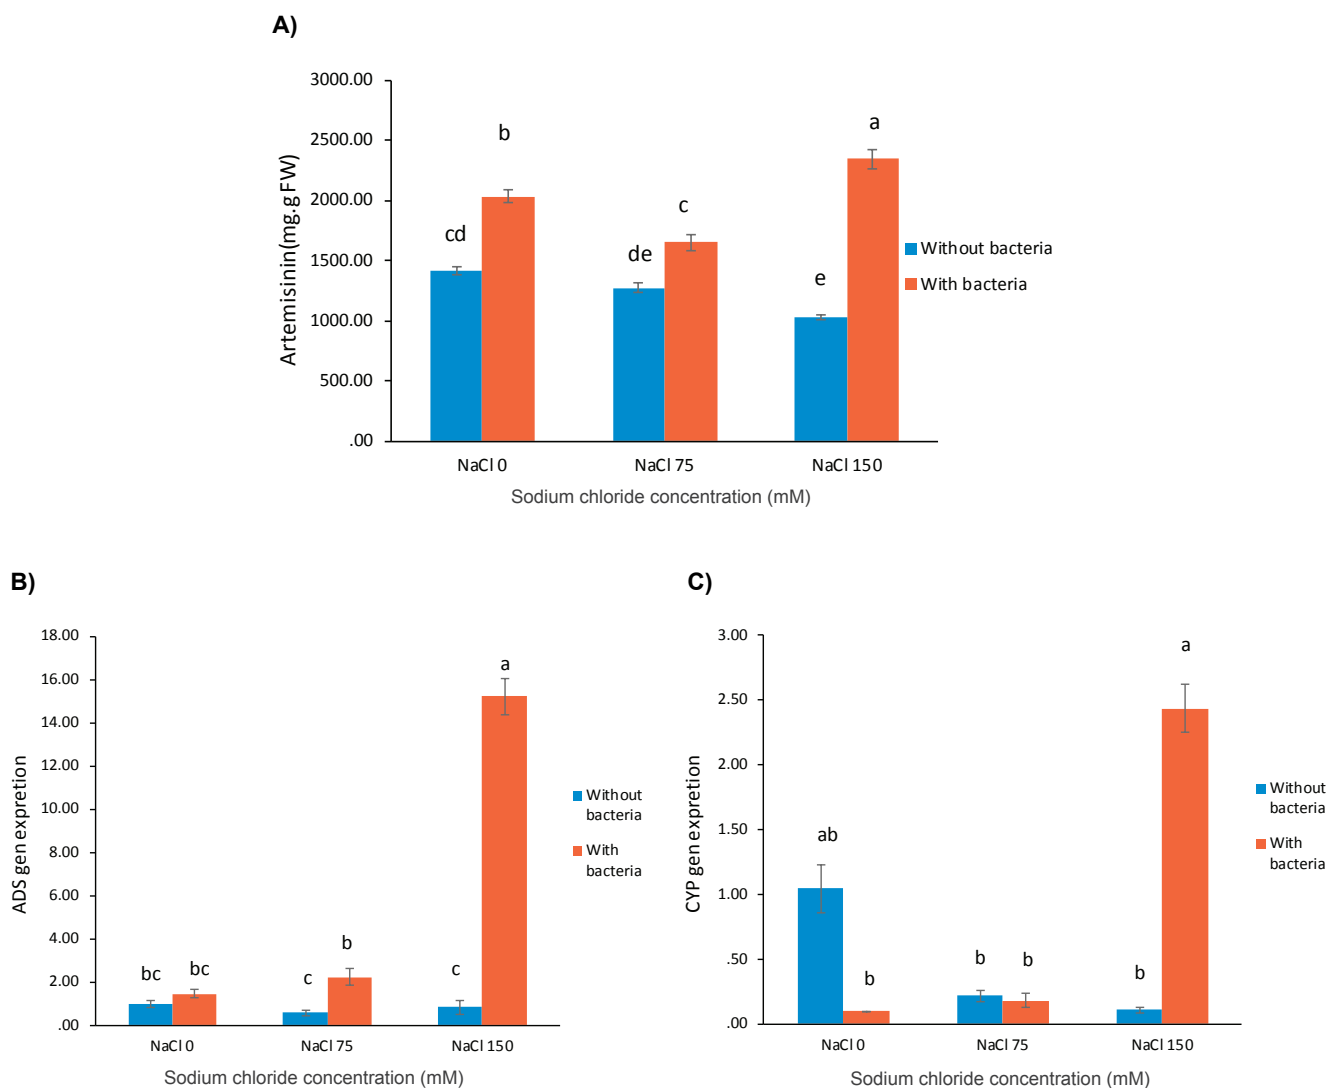 A)
3000.00
2500.00
2000.00
1500.00
1000.00
500.00
.00
Artemisinin(mg.g FW)
cd
b
de
c
e
a
Without bacteria
With bacteria
NaCl 0
NaCl 75
NaCl 150
Sodium chloride concentration (mM)
B)
18.00
16.00
14.00
12.00
10.00
8.00
6.00
4.00
2.00
.00
ADS gen expretion
bc
bc
c
b
c
a
Without
bacteria
With
bacteria
NaCl 0
NaCl 75
NaCl 150
Sodium chloride concentration (mM)
C)
3.00
2.50
2.00
1.50
1.00
.50
.00
CYP gen expretion
ab
b
b
b
b
a
Without
bacteria
With
bacteria
NaCl 0
NaCl 75
NaCl 150
Sodium chloride concentration (mM)